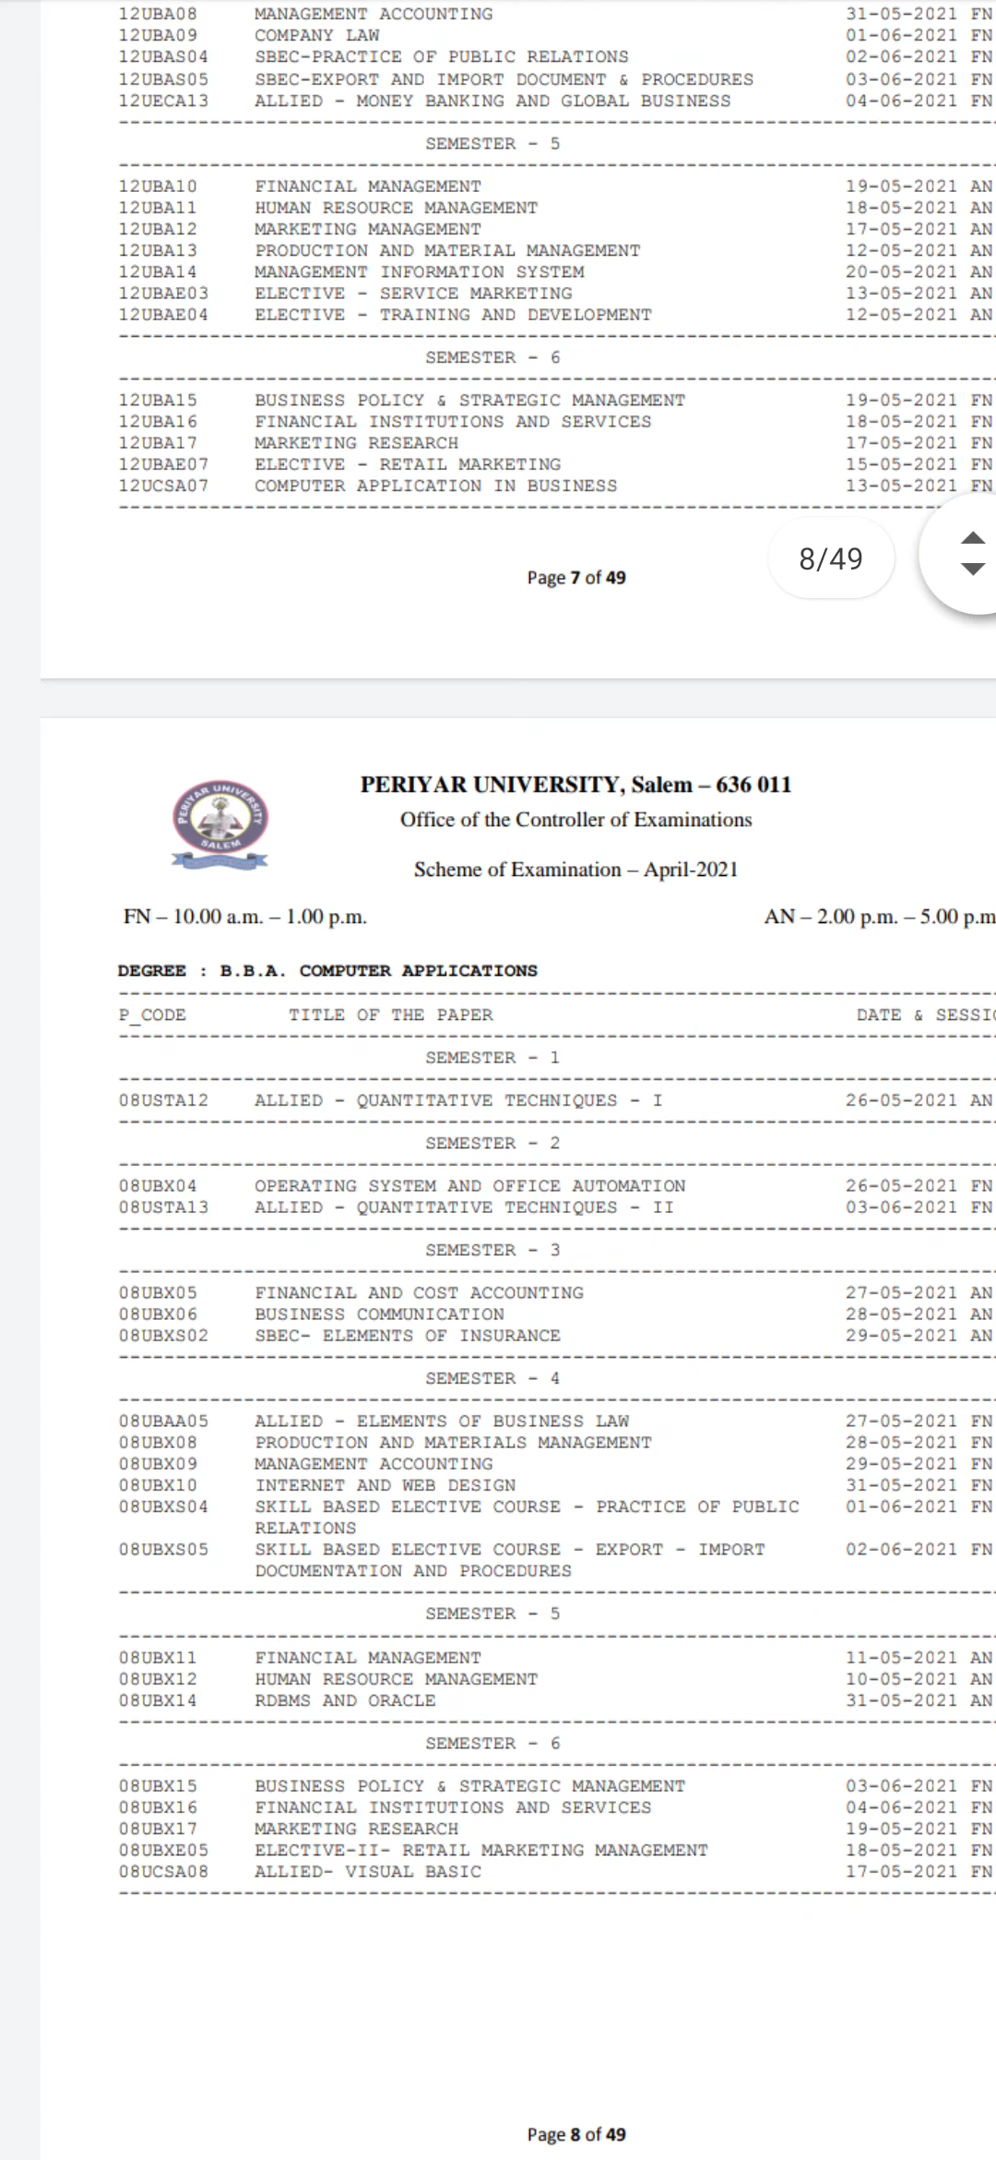 12UBA08 MANAGEMENT ACCOUNTING 31-05-2021 FN
12UBA09 COMPANY LAW 01-06-2021 FN
12UBAS04 SBEC-PRACTICE OF PUBLIC RELATIONS 02-06-2021 FN
12UBAS05 SBEC-EXPORT AND IMPORT DOCUMENT & PROCEDURES 03-06-2021 FN
12UECA13 ALLIED - MONEY BANKING AND GLOBAL BUSINESS 04-06-2021 FN
SEMESTER - 5
12UBA10 FINANCIAL MANAGEMENT 19-05-2021 AN
12UBA11 HUMAN RESOURCE MANAGEMENT 18-05-2021 AN
12UBA12 MARKETING MANAGEMENT 17-05-2021 AN
12UBA13 PRODUCTION AND MATERIAL MANAGEMENT 12-05-2021 AN
12UBA14 MANAGEMENT INFORMATION SYSTEM 20-05-2021 AN
12UBAE03 ELECTIVE - SERVICE MARKETING 13-05-2021 AN
12UBAE04 ELECTIVE - TRAINING AND DEVELOPMENT 12-05-2021 AN
SEMESTER - 6
12UBA15 BUSINESS POLICY & STRATEGIC MANAGEMENT 19-05-2021 FN
12UBA16 FINANCIAL INSTITUTIONS AND SERVICES 18-05-2021 FN
12UBA17 MARKETING RESEARCH 17-05-2021 FN
12UBAE07 ELECTIVE - RETAIL MARKETING 15-05-2021 FN
12UCSA07 COMPUTER APPLICATION IN BUSINESS 13-05-2021 FN
8/49
Page 7 of 49
PERIYAR UNIVERSITY
SALEM
PERIYAR UNIVERSITY, Salem – 636 011
Office of the Controller of Examinations
Scheme of Examination – April-2021
FN – 10.00 a.m. – 1.00 p.m. AN – 2.00 p.m. – 5.00 p.m
DEGREE : B.B.A. COMPUTER APPLICATIONS
P_CODE TITLE OF THE PAPER DATE & SESSIO
SEMESTER - 1
08USTA12 ALLIED - QUANTITATIVE TECHNIQUES - I 26-05-2021 AN
SEMESTER - 2
08UBX04 OPERATING SYSTEM AND OFFICE AUTOMATION 26-05-2021 FN
08USTA13 ALLIED - QUANTITATIVE TECHNIQUES - II 03-06-2021 FN
SEMESTER - 3
08UBX05 FINANCIAL AND COST ACCOUNTING 27-05-2021 AN
08UBX06 BUSINESS COMMUNICATION 28-05-2021 AN
08UBXS02 SBEC- ELEMENTS OF INSURANCE 29-05-2021 AN
SEMESTER - 4
08UBAA05 ALLIED - ELEMENTS OF BUSINESS LAW 27-05-2021 FN
08UBX08 PRODUCTION AND MATERIALS MANAGEMENT 28-05-2021 FN
08UBX09 MANAGEMENT ACCOUNTING 29-05-2021 FN
08UBX10 INTERNET AND WEB DESIGN 31-05-2021 FN
08UBXS04 SKILL BASED ELECTIVE COURSE - PRACTICE OF PUBLIC 01-06-2021 FN
RELATIONS
08UBXS05 SKILL BASED ELECTIVE COURSE - EXPORT - IMPORT 02-06-2021 FN
DOCUMENTATION AND PROCEDURES
SEMESTER - 5
08UBX11 FINANCIAL MANAGEMENT 11-05-2021 AN
08UBX12 HUMAN RESOURCE MANAGEMENT 10-05-2021 AN
08UBX14 RDBMS AND ORACLE 31-05-2021 AN
SEMESTER - 6
08UBX15 BUSINESS POLICY & STRATEGIC MANAGEMENT 03-06-2021 FN
08UBX16 FINANCIAL INSTITUTIONS AND SERVICES 04-06-2021 FN
08UBX17 MARKETING RESEARCH 19-05-2021 FN
08UBXE05 ELECTIVE-II- RETAIL MARKETING MANAGEMENT 18-05-2021 FN
08UCSA08 ALLIED- VISUAL BASIC 17-05-2021 FN
Page 8 of 49